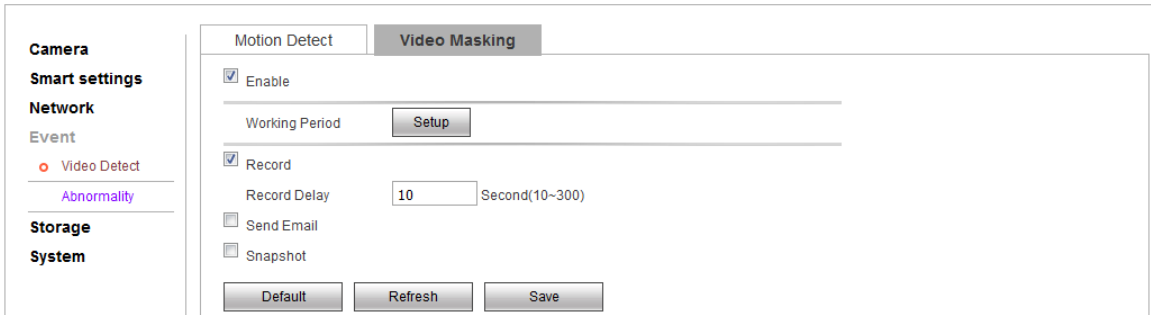 Camera
Smart settings
Network
Event
Video Detect
Abnormality
Storage
System
Motion Detect Video Masking
Enable
Working Period Setup
Record
Record Delay 10 Second(10~300)
Send Email
Snapshot
Default Refresh Save